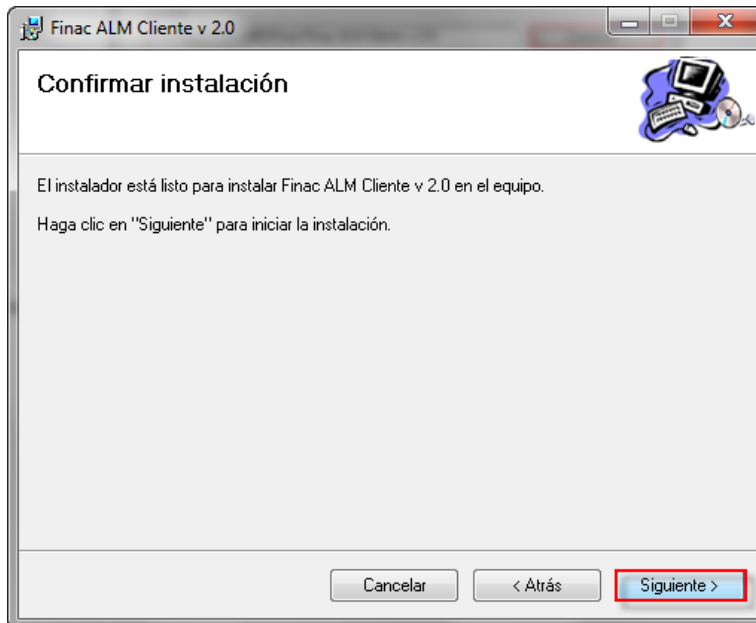 Finac ALM Cliente v 2.0
Confirmar instalación
El instalador está listo para instalar Finac ALM Cliente v 2.0 en el equipo.
Haga clic en "Siguiente" para iniciar la instalación.
Cancelar
< Atrás
Siguiente >